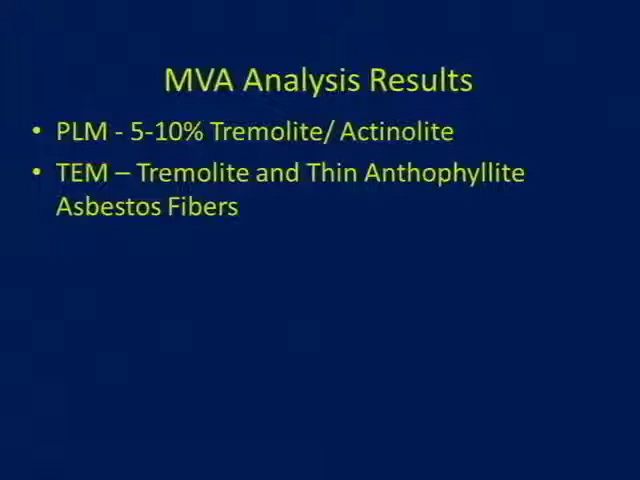 MVA Analysis Results
• PLM - 5-10% Tremolite/ Actinolite
• TEM – Tremolite and Thin Anthophyllite
Asbestos Fibers